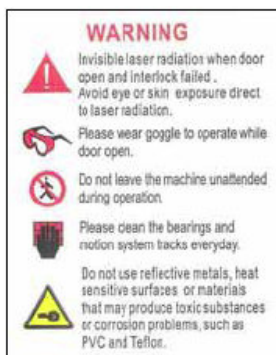 WARNING
Invisible laser radiation when door
open and interlock failed .
Avoid eye or skin exposure direct
to laser radiation.
Please wear goggle to operate while
door open.
Do not leave the machine unattended
during operation.
Please clean the bearings and
motion system tracks everyday.
Do not use reflective metals, heat
sensitive surfaces or materials
that may produce toxic substances
or corrosion problems, such as
PVC and Teflon.